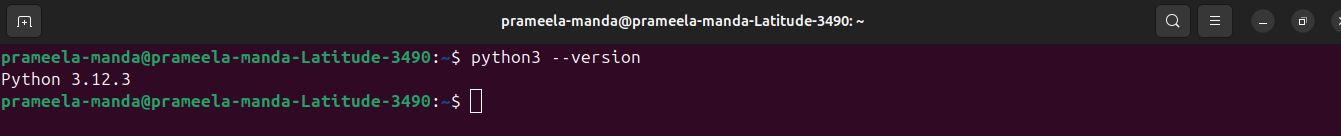 prameela-manda@prameela-manda-Latitude-3490: ~
prameela-manda@prameela-manda-Latitude-3490:~$ python3 --version
Python 3.12.3
prameela-manda@prameela-manda-Latitude-3490:~$